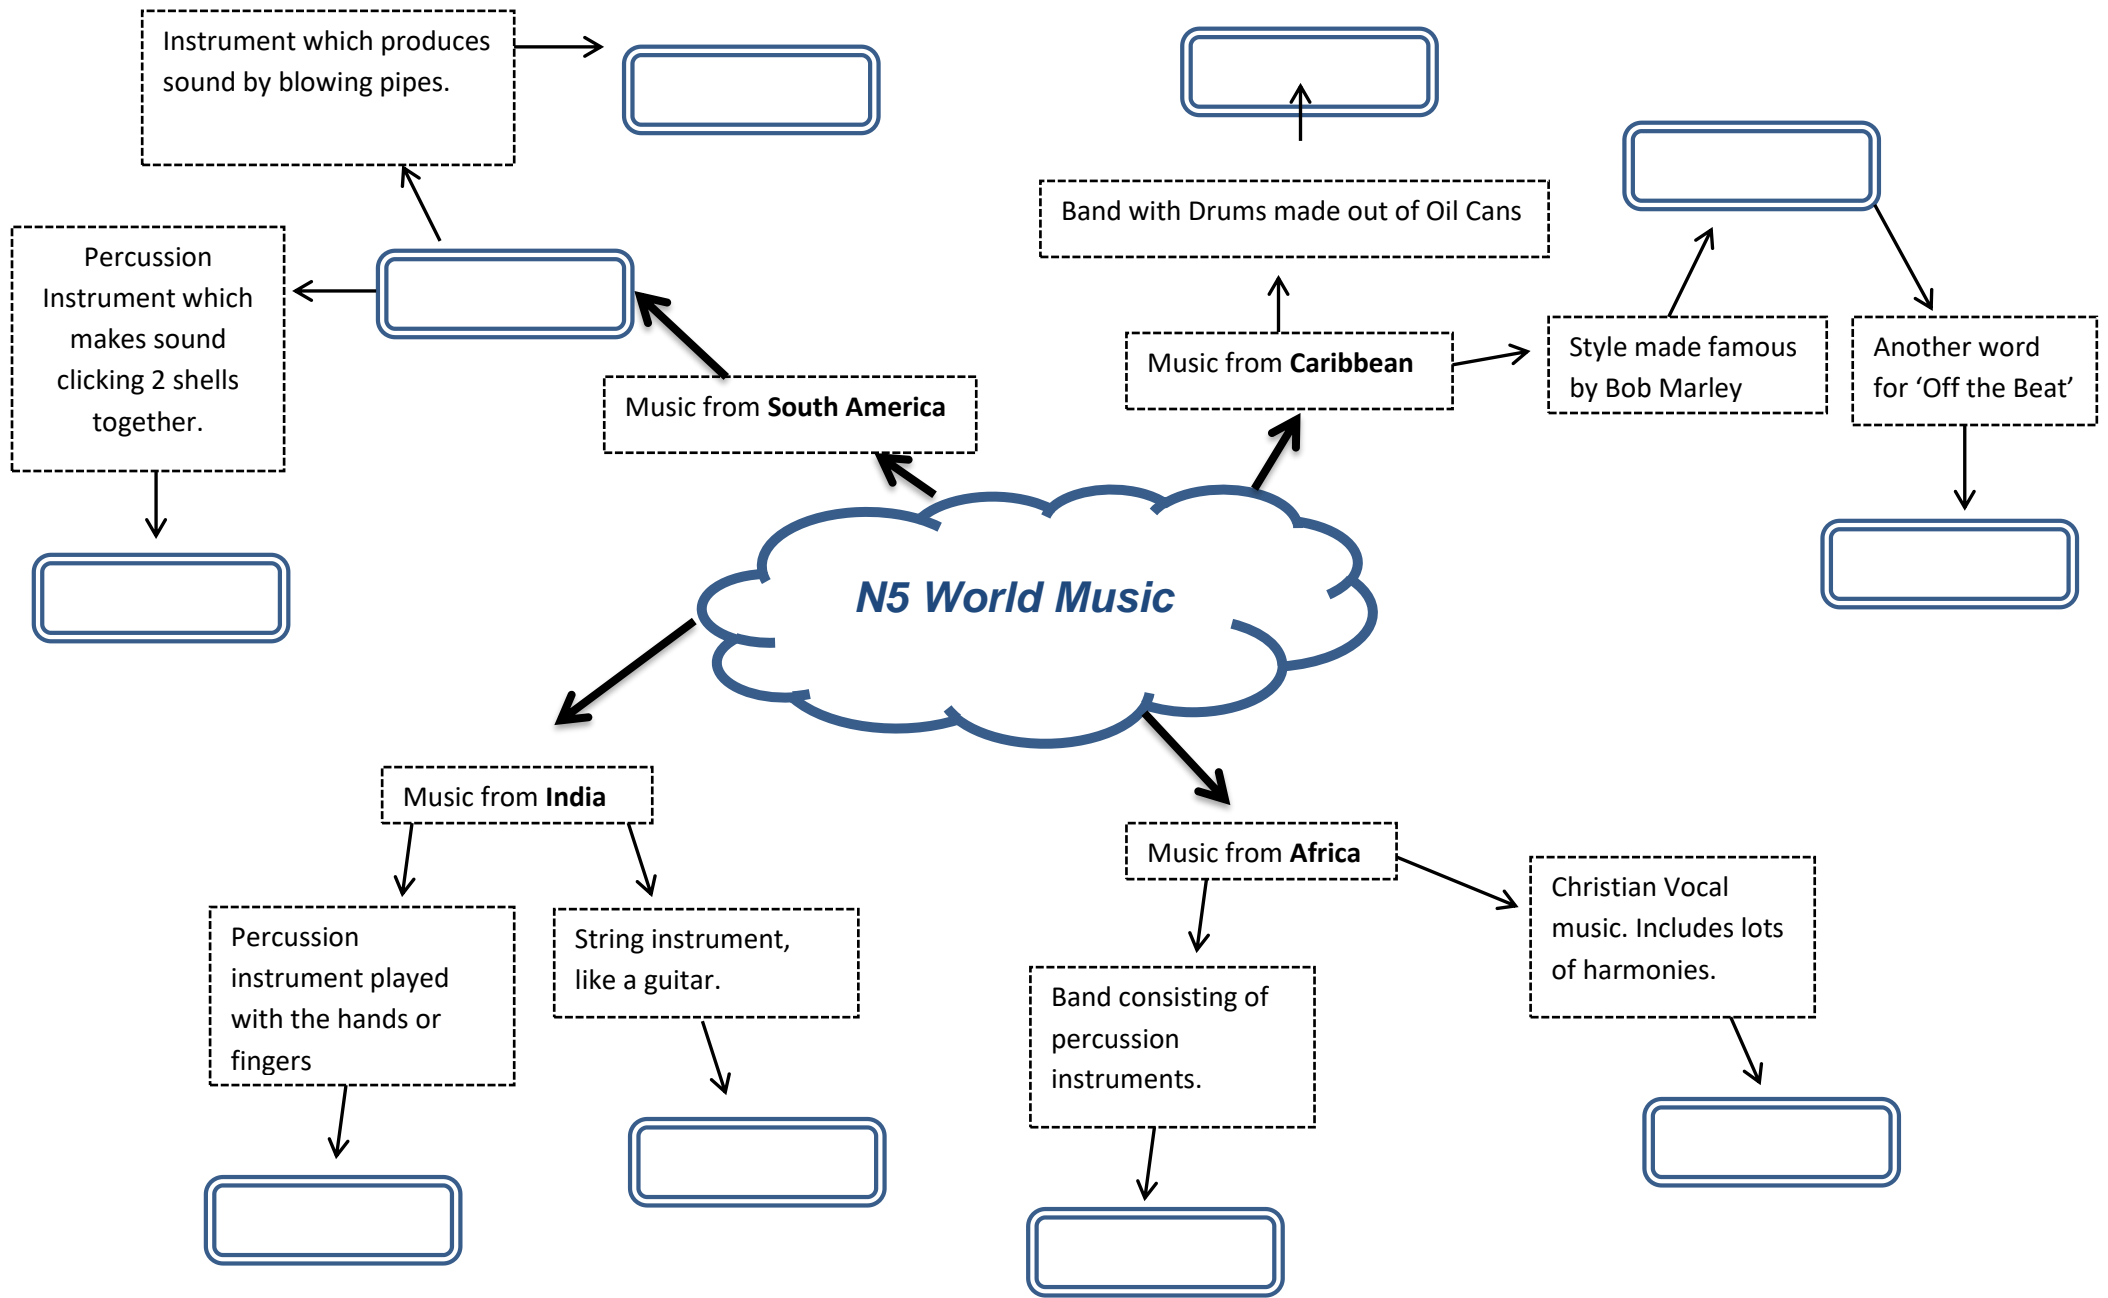 Instrument which produces
sound by blowing pipes.
Band with Drums made out of Oil Cans
Percussion
Instrument which
makes sound
clicking 2 shells
together.
Music from South America
Music from Caribbean
Style made famous
by Bob Marley
Another word
for ‘Off the Beat’
N5 World Music
Music from India
Percussion
instrument played
with the hands or
fingers
String instrument,
like a guitar.
Music from Africa
Band consisting of
percussion
instruments.
Christian Vocal
music. Includes lots
of harmonies.